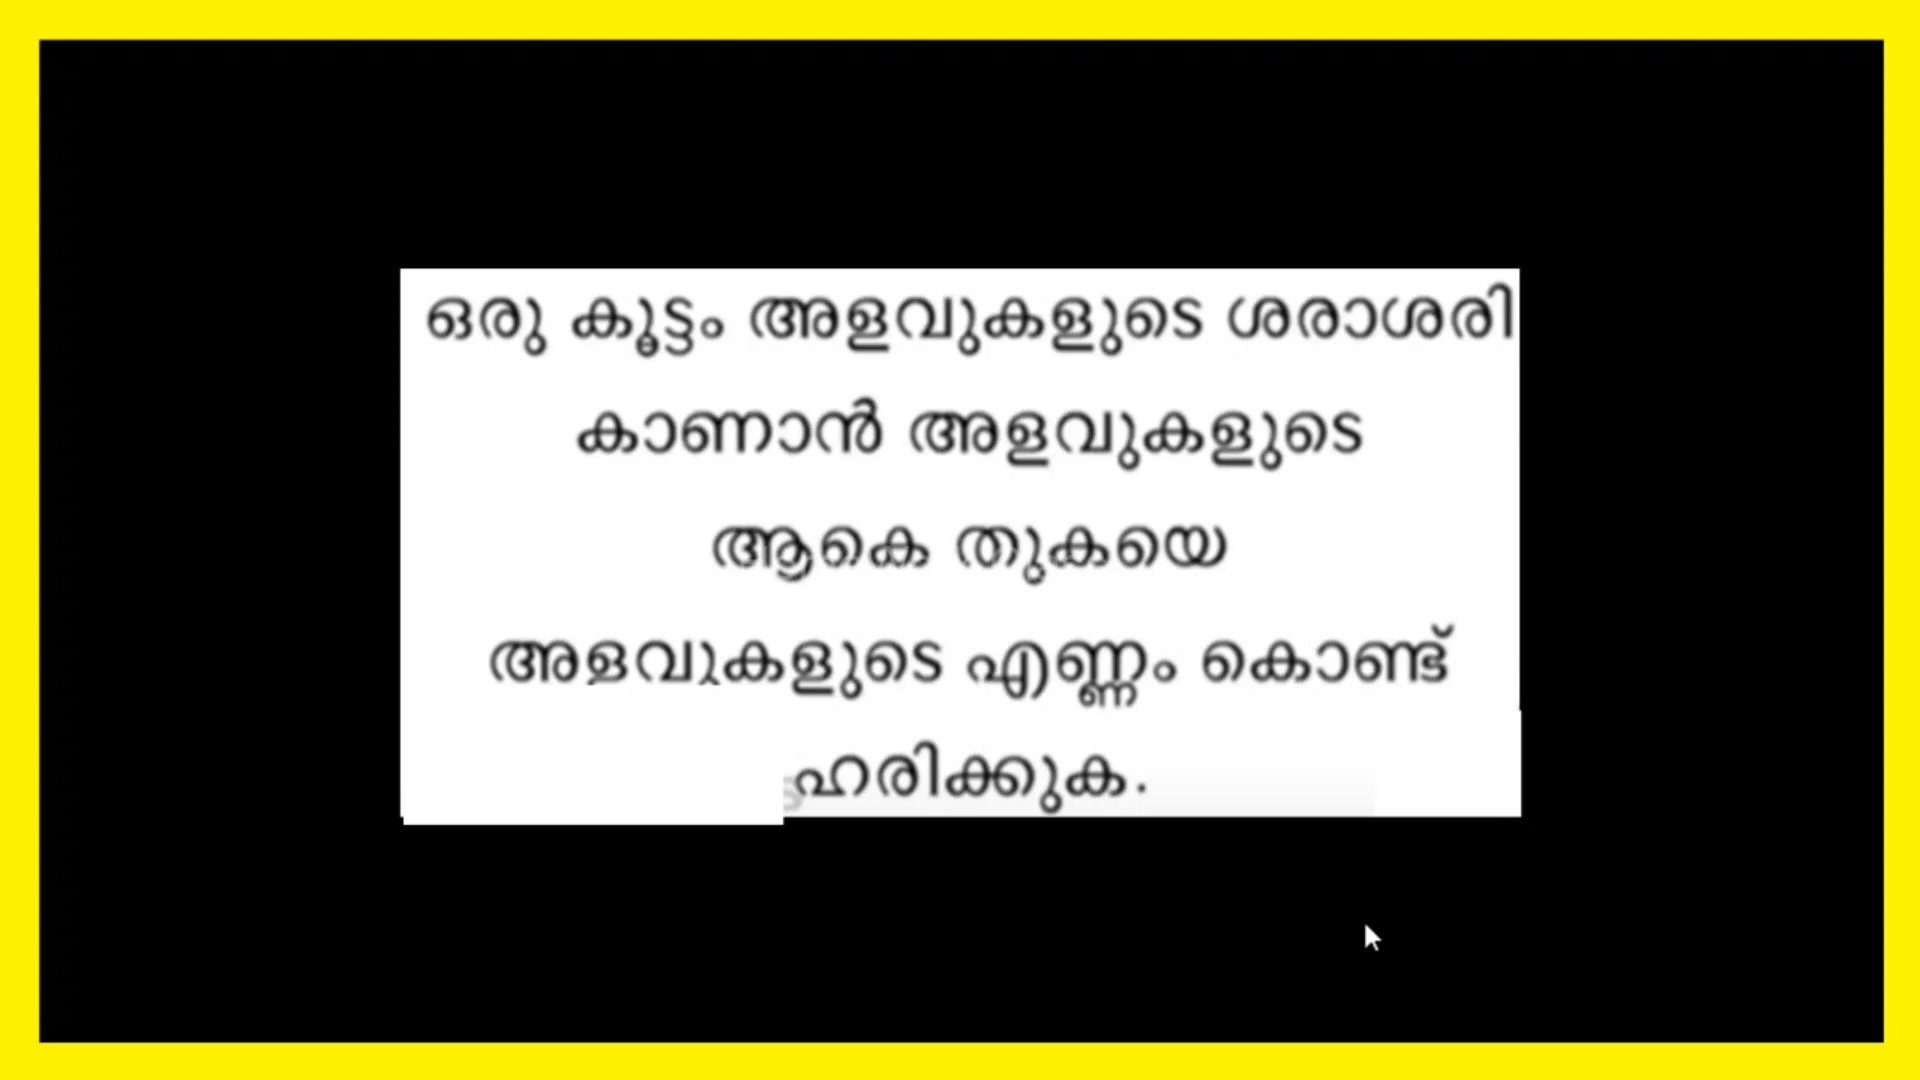 ഒരു കൂട്ടം അളവുകളുടെ ശരാശരി
കാണാൻ അളവുകളുടെ
ആകെ തുകയെ
അളവുകളുടെ എണ്ണം കൊണ്ട്
ഹരിക്കുക.